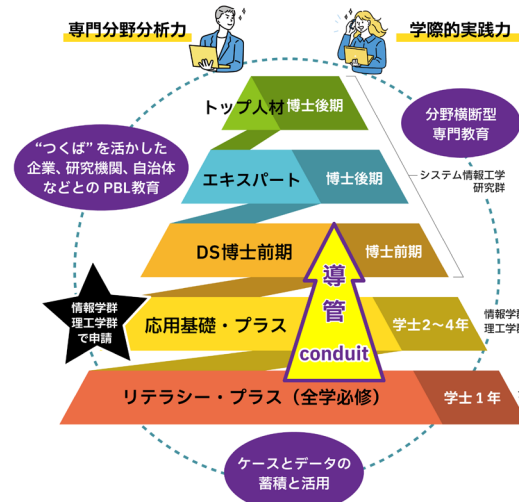 専門分野分析力
学際的実践力
トップ人材
博士後期
分野横断型
専門教育
“つくば” を活かした
企業、研究機関、自治体
などとの PBL教育
エキスパート
博士後期
システム情報工学
研究群
DS博士前期
博士前期
導
管
conduit
情報学群
理工学群
で申請
応用基礎・プラス
学士2〜4年
情報学群
理工学群
リテラシー・プラス（全学必修）
学士１年
ケースとデータの
蓄積と活用